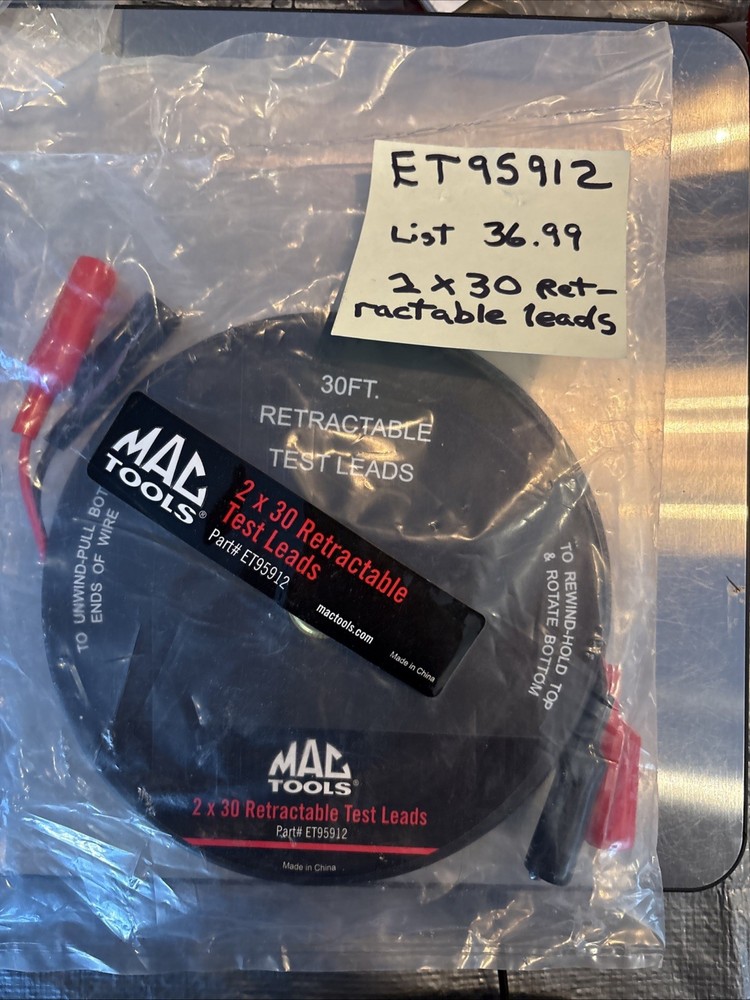 ET95912
List 36.99
2 X 30 Ret-
ractable leads
30FT.
RETRACTABLE
TEST LEADS
MAC
TOOLS®
2 x 30 Retractable
Test Leads
Part# ET95912
mactools.com
Made in China
TO UNWIND-PULL BOT
ENDS OF WIRE
TO REWIND-HOLD TOP
& ROTATE BOTTOM
MAC
TOOLS®
2 x 30 Retractable Test Leads
Part# ET95912
Made in China